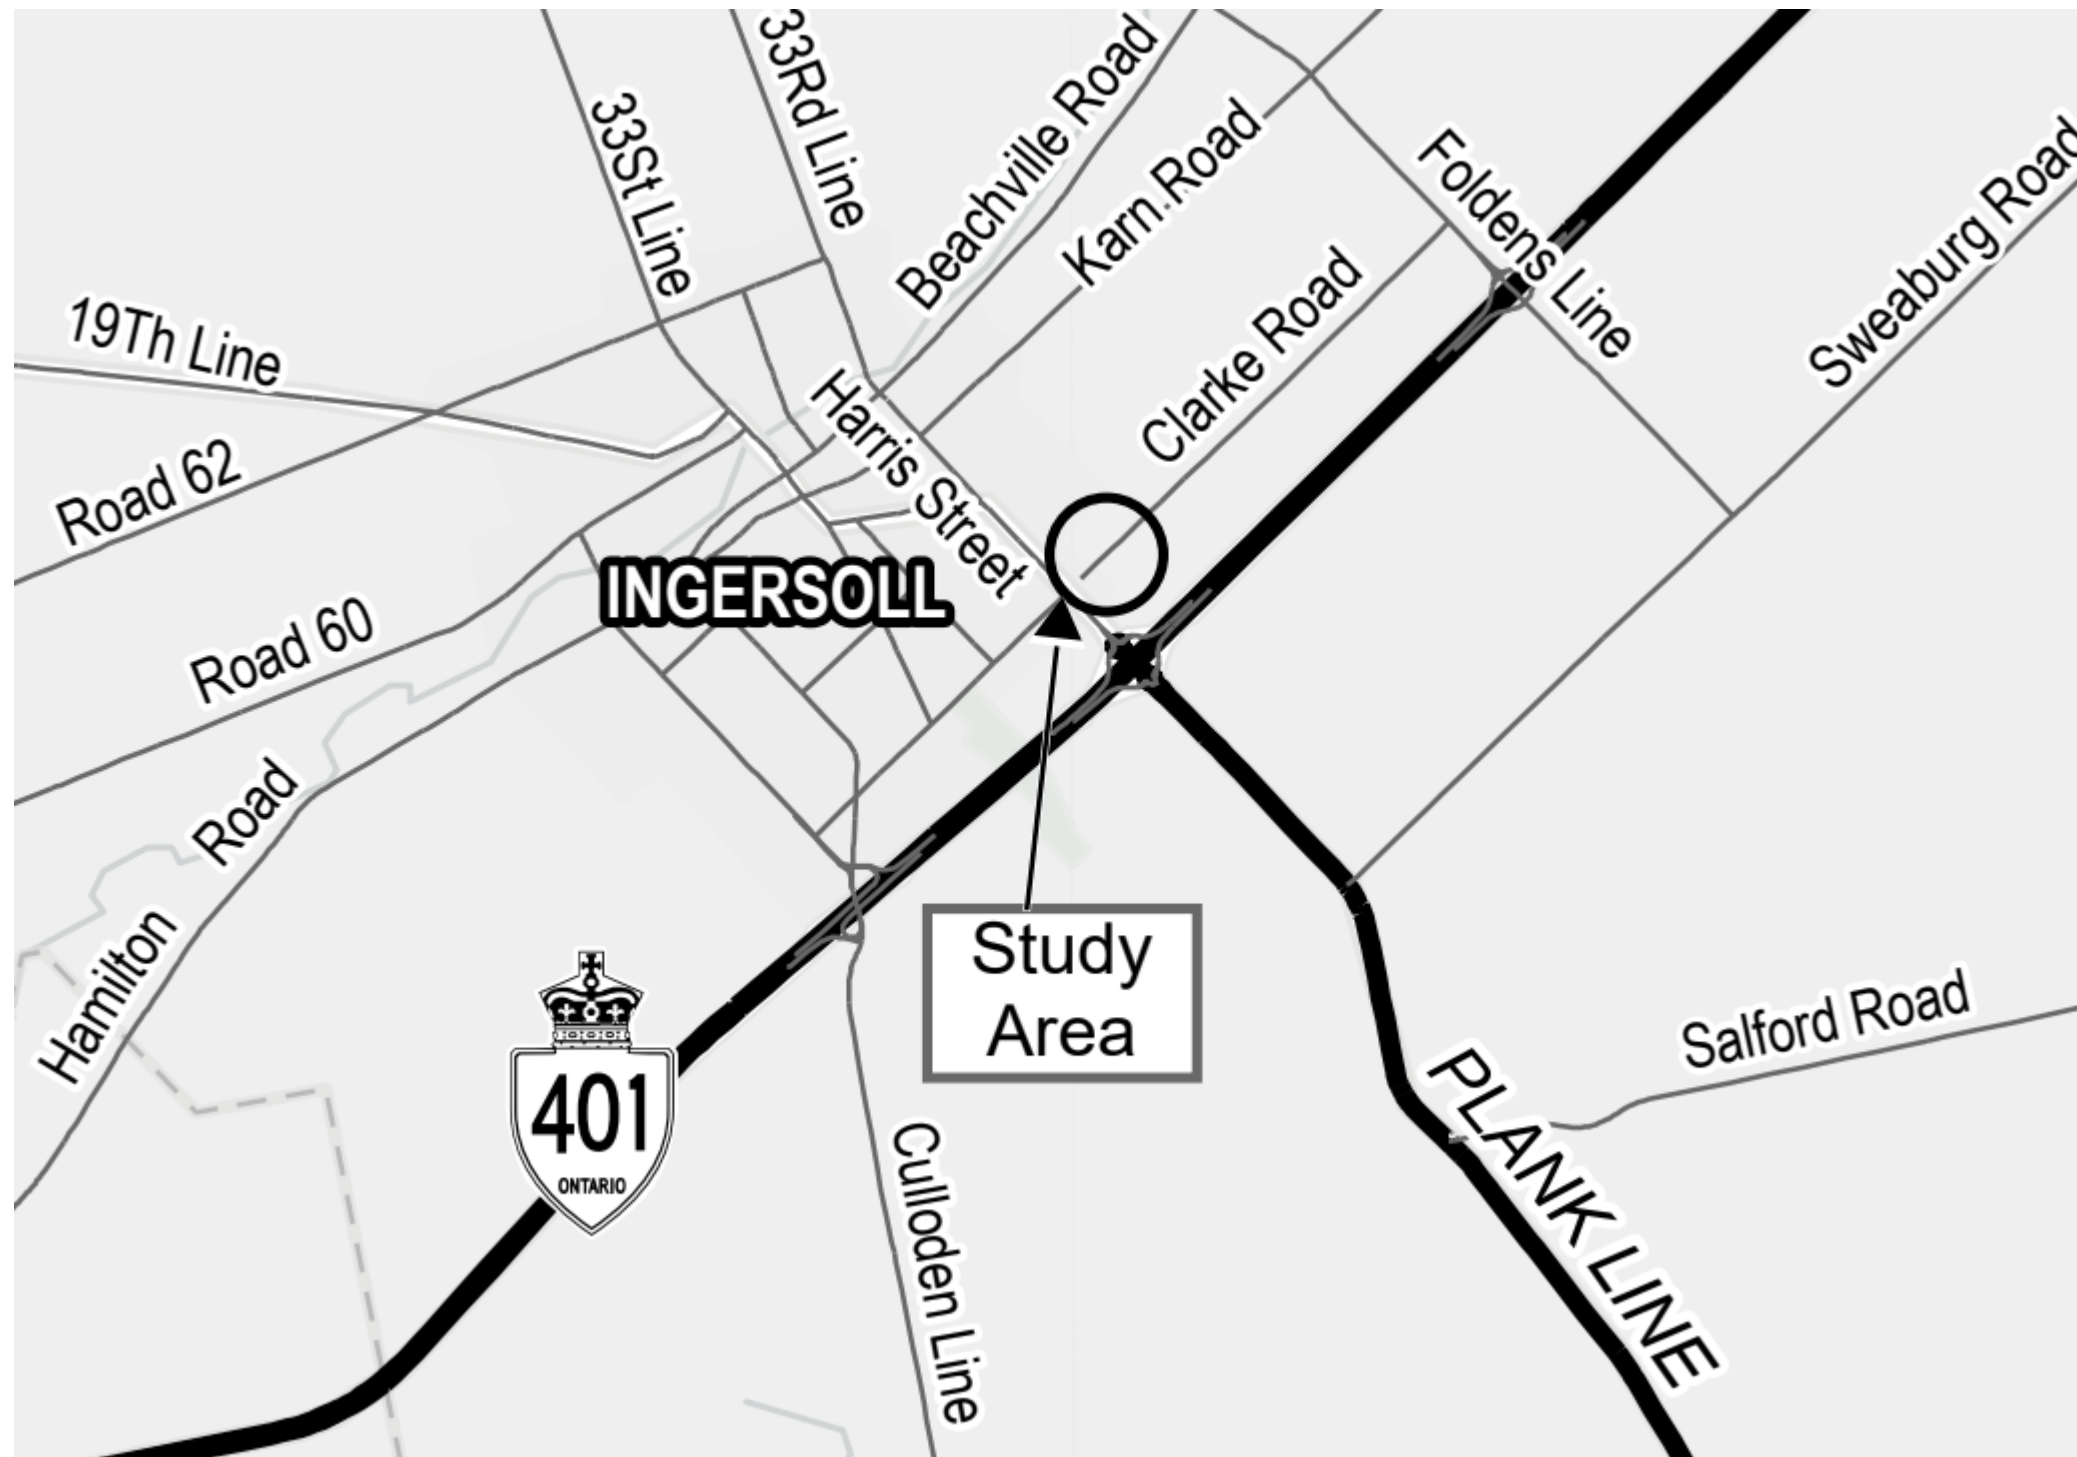 33Rd Line
33St Line
Beachville Road
Karn Road
Foldens Line
Sweaburg Road
19Th Line
Clarke Road
Harris Street
Road 62
INGERSOLL
Road 60
Hamilton Road
Study
Area
401
ONTARIO
Salford Road
PLANK LINE
Culloden Line